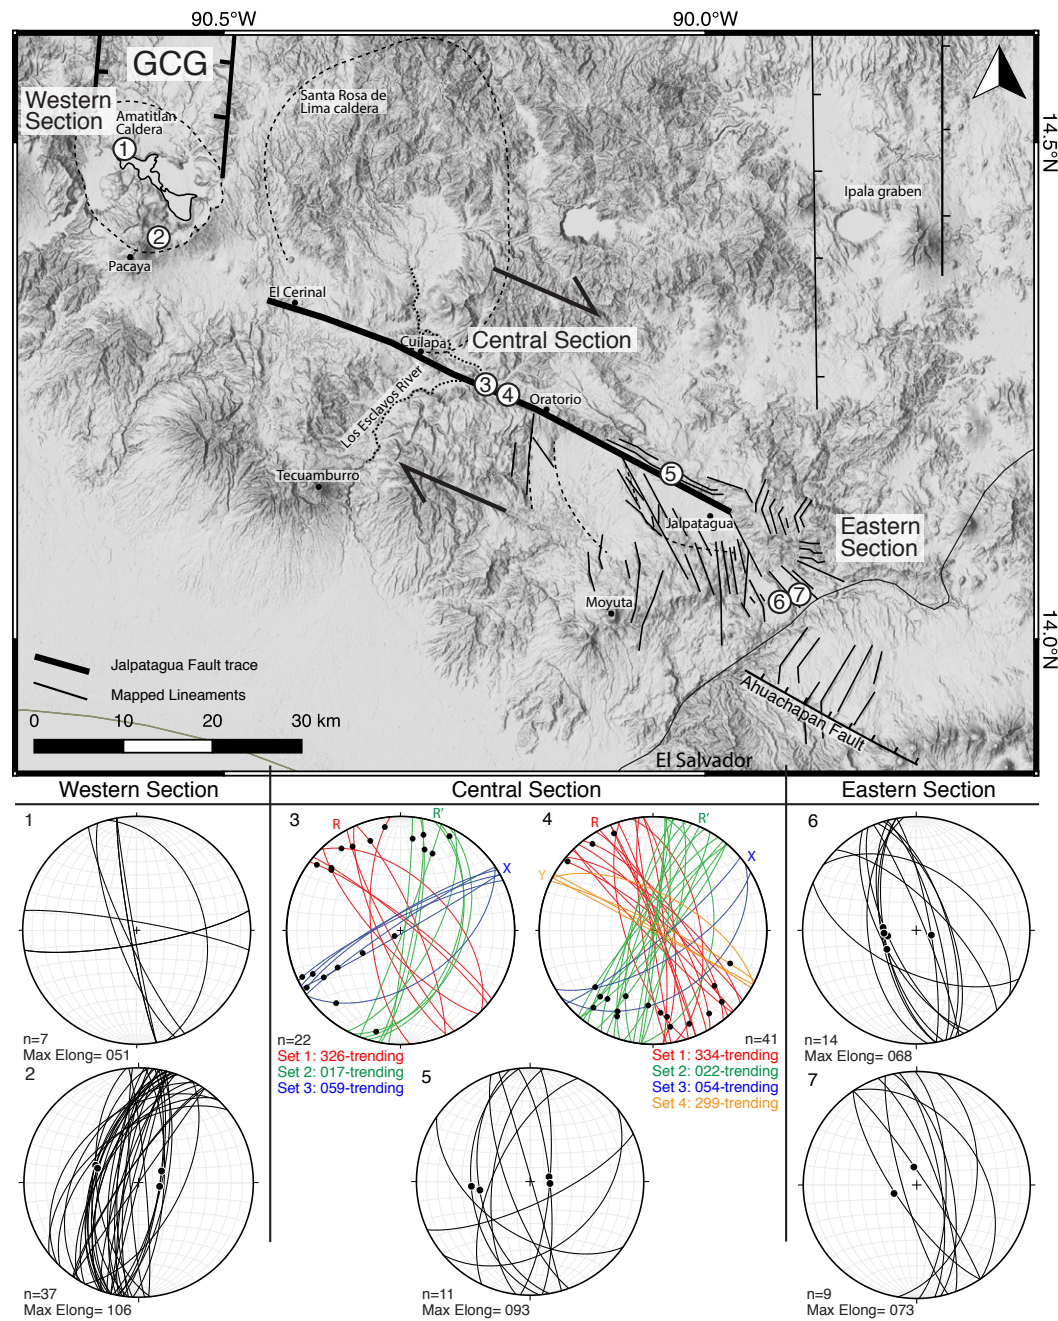 90.5°W
90.0°W
GCG
Western
Section
Amatitlan
Caldera
1
2
Pacaya
Santa Rosa de
Lima caldera
14.5°N
Ipala graben
El Cerinal
Cuilapa
Central Section
3
4
Oratorio
Los Esclavos River
Tecuamburro
5
Jalpatagua
Eastern
Section
6
7
Moyuta
14.0°N
Jalpatagua Fault trace
Mapped Lineaments
0
10
20
30 km
Ahuachapan Fault
El Salvador
Western Section
Central Section
Eastern Section
1
n=7
Max Elong= 051
2
n=37
Max Elong= 106
3
R
R'
X
n=22
Set 1: 326-trending
Set 2: 017-trending
Set 3: 059-trending
4
R
R'
X
Y
n=41
Set 1: 334-trending
Set 2: 022-trending
Set 3: 054-trending
Set 4: 299-trending
5
n=11
Max Elong= 093
6
n=14
Max Elong= 068
7
n=9
Max Elong= 073